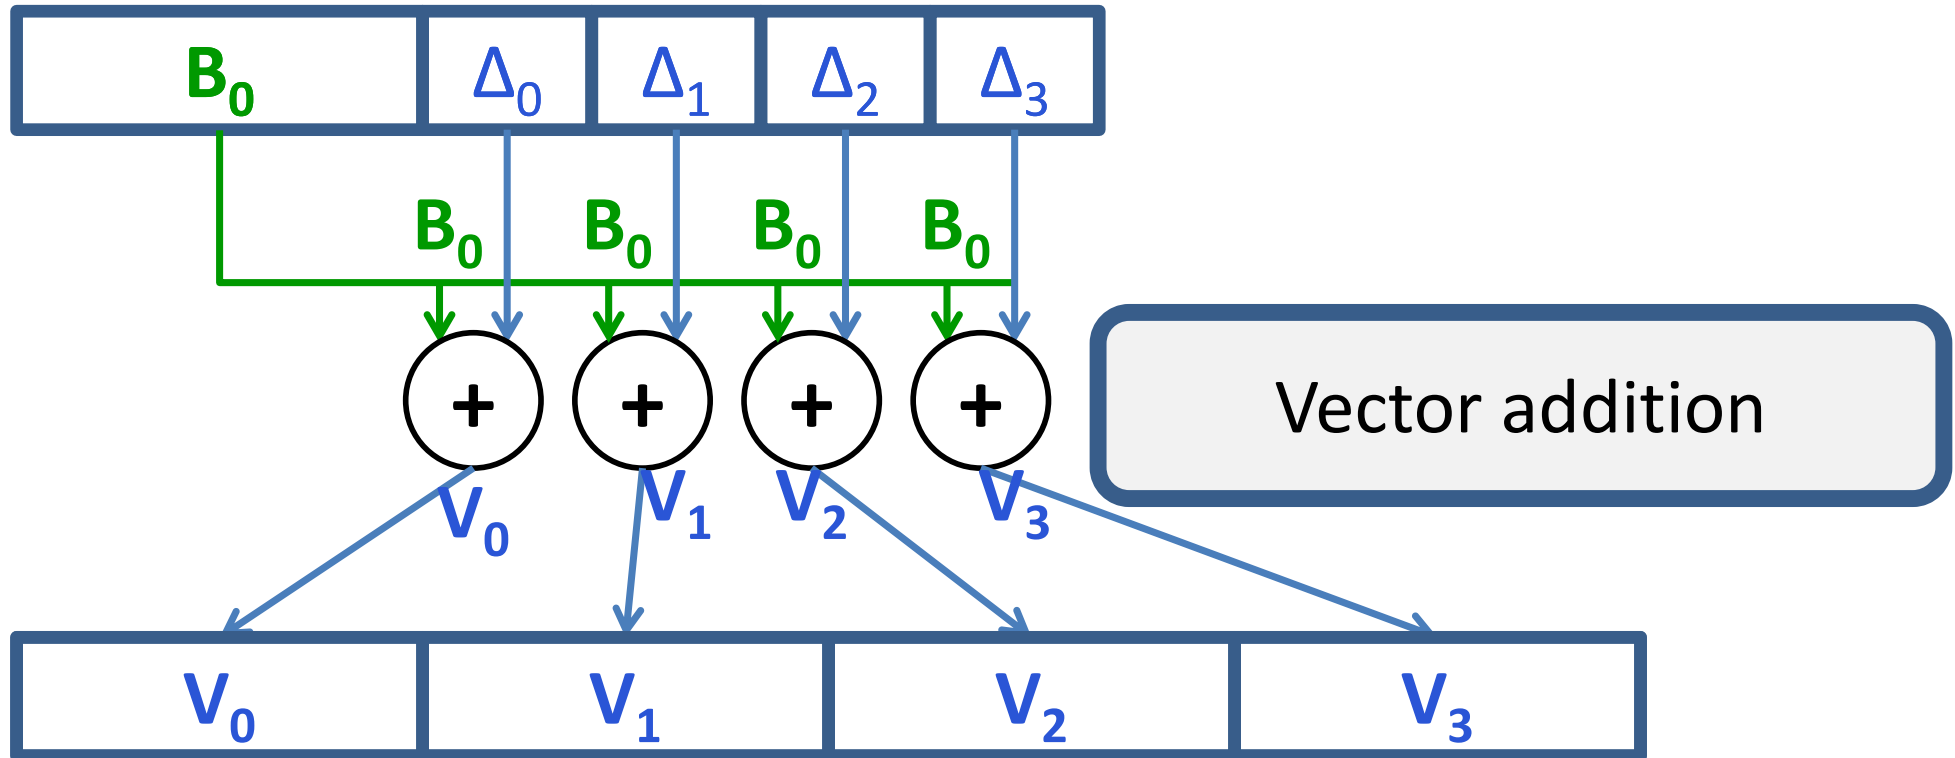 B₀ Δ₀ Δ₁ Δ₂ Δ₃
B₀ B₀ B₀ B₀
+ + + + Vector addition
V₀ V₁ V₂ V₃
V₀ V₁ V₂ V₃